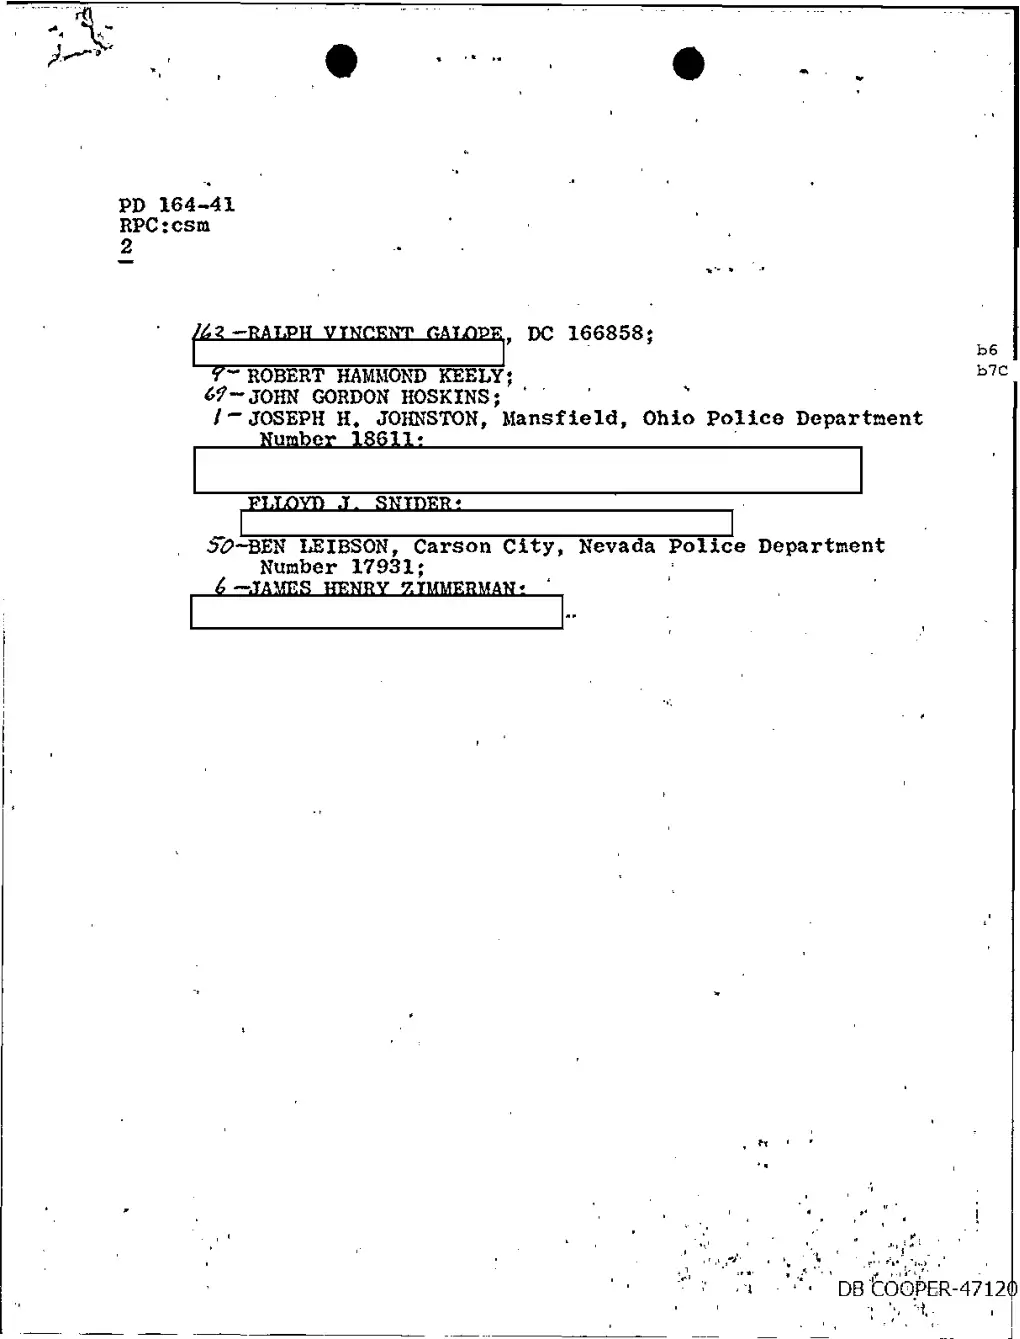 PD 164-41
RPC:csm
2
162-RALPH VINCENT GALOPE, DC 166858;
b6
b7C
9-ROBERT HAMMOND KEELY;
69-JOHN GORDON HOSKINS;
1-JOSEPH H. JOHNSTON, Mansfield, Ohio Police Department
Number 18611;
FLLOYD J. SNIDER;
50-BEN LEIBSON, Carson City, Nevada Police Department
Number 17931;
6-JAMES HENRY ZIMMERMAN;
DB COOPER-47120